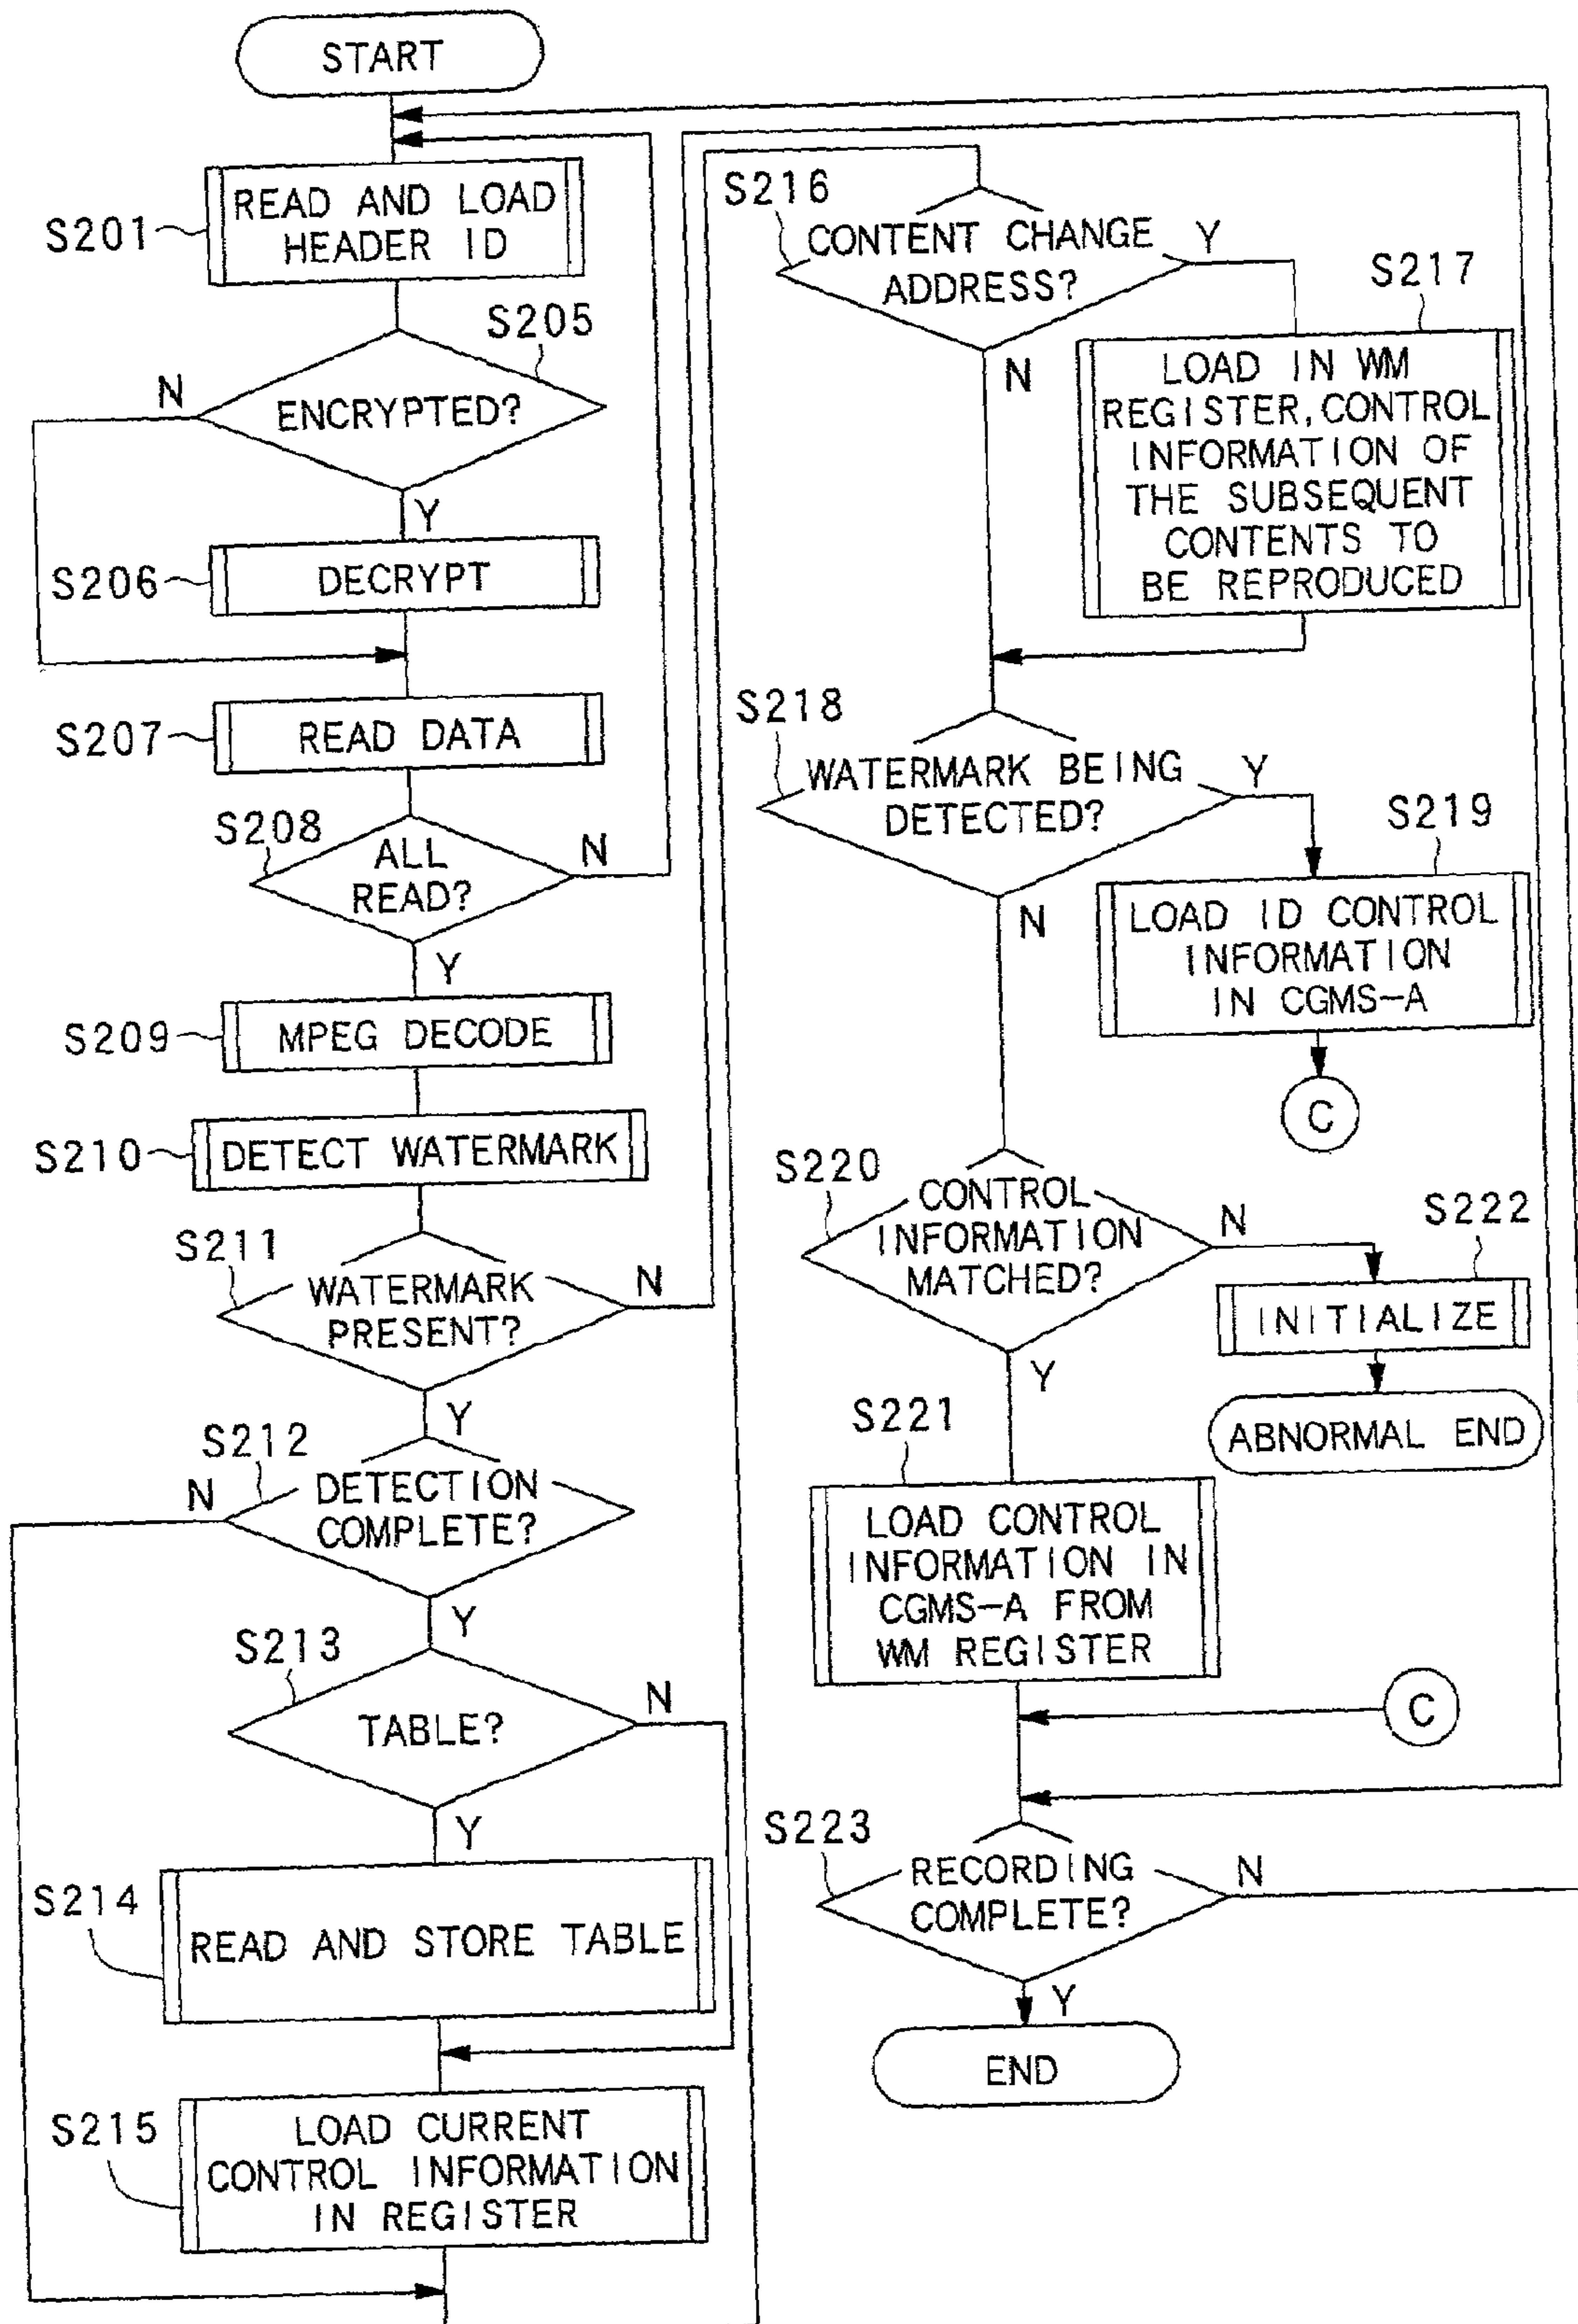 START
S201
READ AND LOAD
HEADER ID
S205
N
ENCRYPTED?
Y
S206
DECRYPT
S207
READ DATA
S208
ALL
READ?
N
Y
S209
MPEG DECODE
S210
DETECT WATERMARK
S211
WATERMARK
PRESENT?
N
Y
S212
N
DETECTION
COMPLETE?
Y
S213
TABLE?
N
Y
S214
READ AND STORE TABLE
S215
LOAD CURRENT
CONTROL INFORMATION
IN REGISTER
S216
CONTENT CHANGE
ADDRESS?
Y
N
S217
LOAD IN WM
REGISTER,CONTROL
INFORMATION OF
THE SUBSEQUENT
CONTENTS TO
BE REPRODUCED
S218
WATERMARK BEING
DETECTED?
Y
N
S219
LOAD ID CONTROL
INFORMATION
IN CGMS-A
C
S220
CONTROL
INFORMATION
MATCHED?
N
Y
S222
INITIALIZE
ABNORMAL END
S221
LOAD CONTROL
INFORMATION IN
CGMS-A FROM
WM REGISTER
C
S223
RECORDING
COMPLETE?
N
Y
END